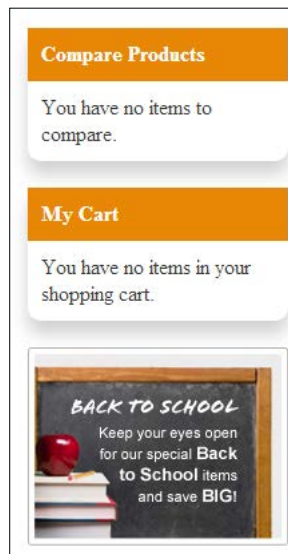 Compare Products
You have no items to
compare.
My Cart
You have no items in your
shopping cart.
BACK TO SCHOOL
Keep your eyes open
for our special Back
to School items
and save BIG!